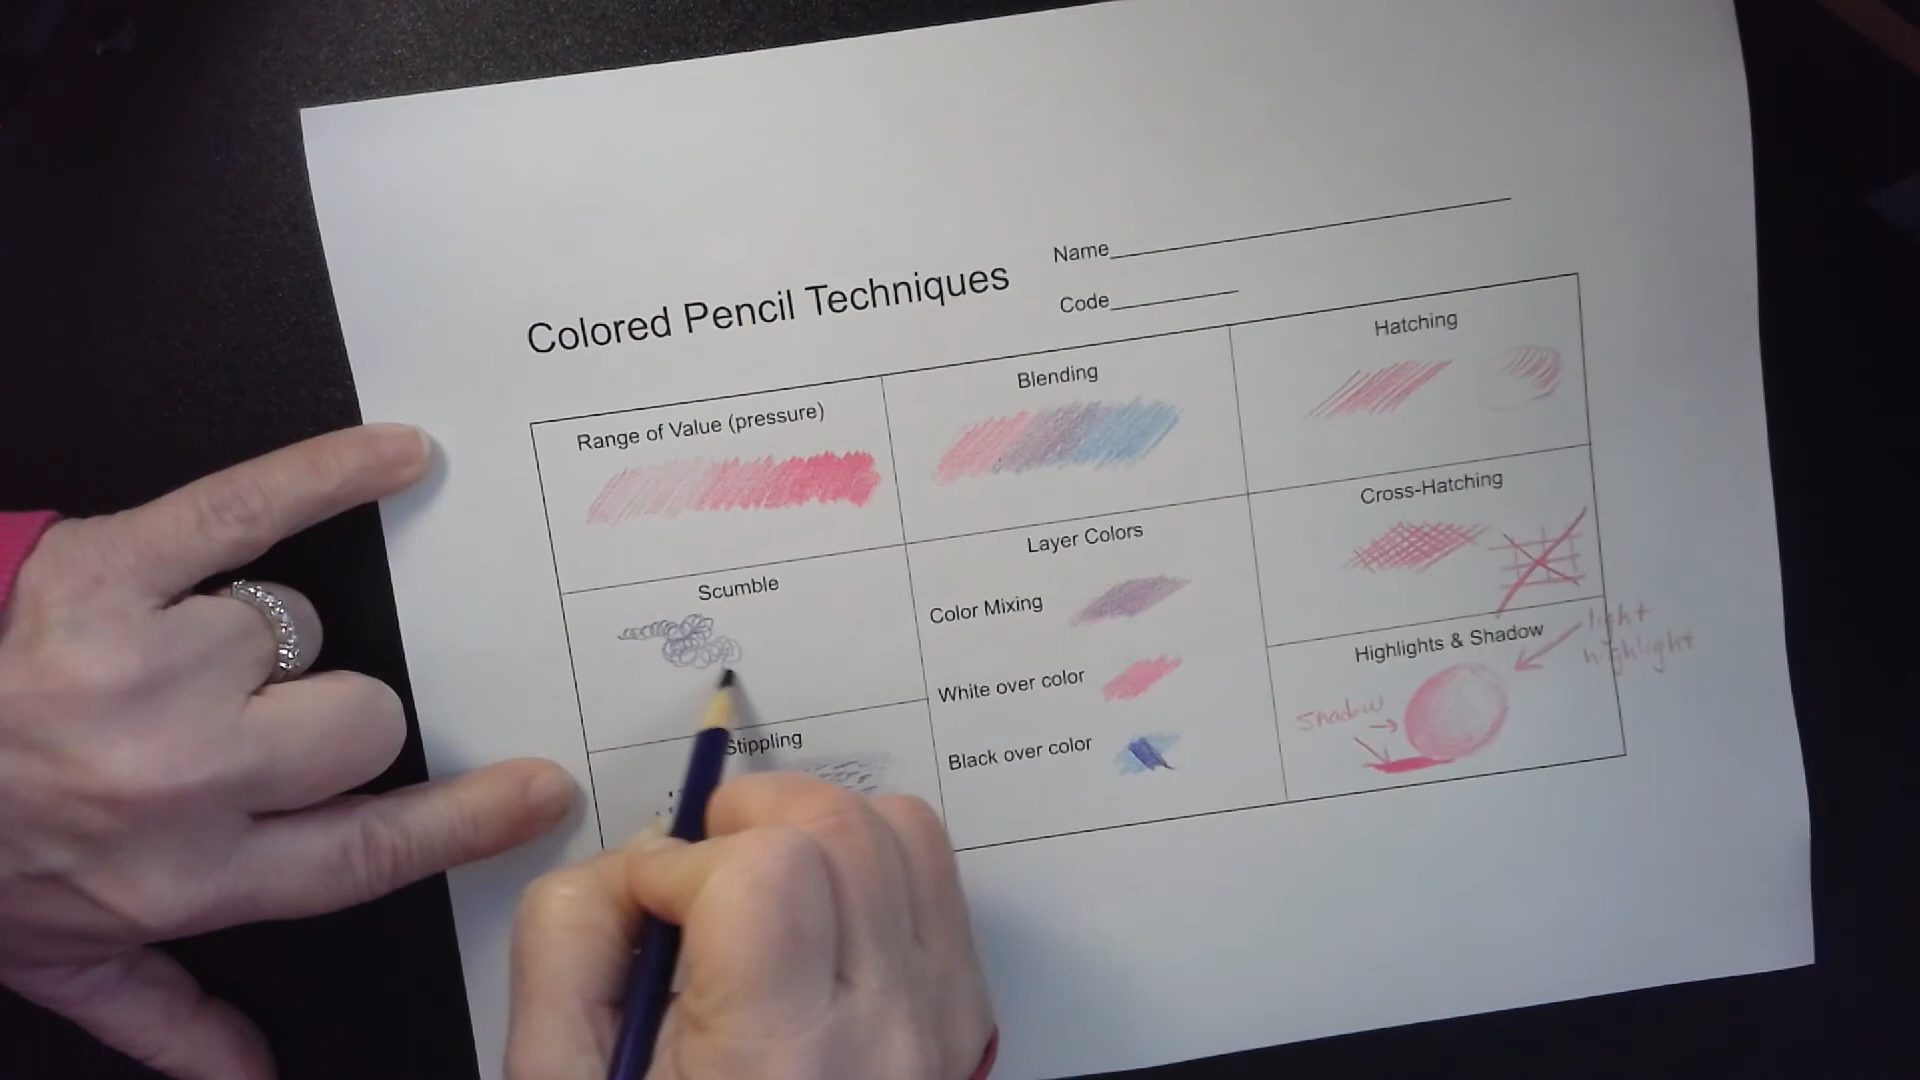 Colored Pencil Techniques
Name
Code
Range of Value (pressure)
Blending
Hatching
Scumble
Layer Colors
Color Mixing
White over color
Black over color
Cross-Hatching
Stippling
Highlights & Shadow
light
highlight
Shadow